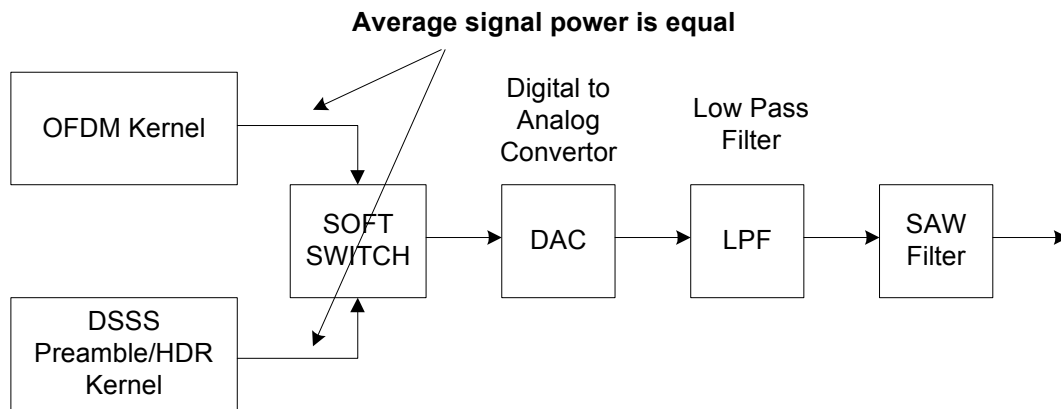 Average signal power is equal
OFDM Kernel
Digital to
Analog
Convertor
Low Pass
Filter
SOFT
SWITCH
DAC
LPF
SAW
Filter
DSSS
Preamble/HDR
Kernel